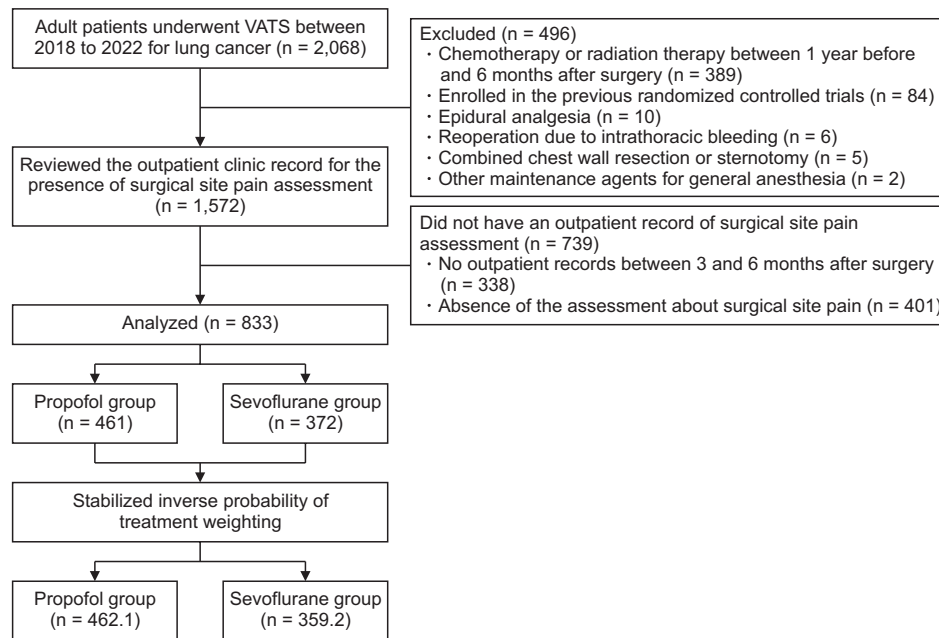 Adult patients underwent VATS between
2018 to 2022 for lung cancer (n = 2,068)
Excluded (n = 496)
· Chemotherapy or radiation therapy between 1 year before
and 6 months after surgery (n = 389)
· Enrolled in the previous randomized controlled trials (n = 84)
· Epidural analgesia (n = 10)
· Reoperation due to intrathoracic bleeding (n = 6)
· Combined chest wall resection or sternotomy (n = 5)
· Other maintenance agents for general anesthesia (n = 2)
Reviewed the outpatient clinic record for the
presence of surgical site pain assessment
(n = 1,572)
Did not have an outpatient record of surgical site pain
assessment (n = 739)
· No outpatient records between 3 and 6 months after surgery
(n = 338)
· Absence of the assessment about surgical site pain (n = 401)
Analyzed (n = 833)
Propofol group
(n = 461)
Sevoflurane group
(n = 372)
Stabilized inverse probability of
treatment weighting
Propofol group
(n = 462.1)
Sevoflurane group
(n = 359.2)